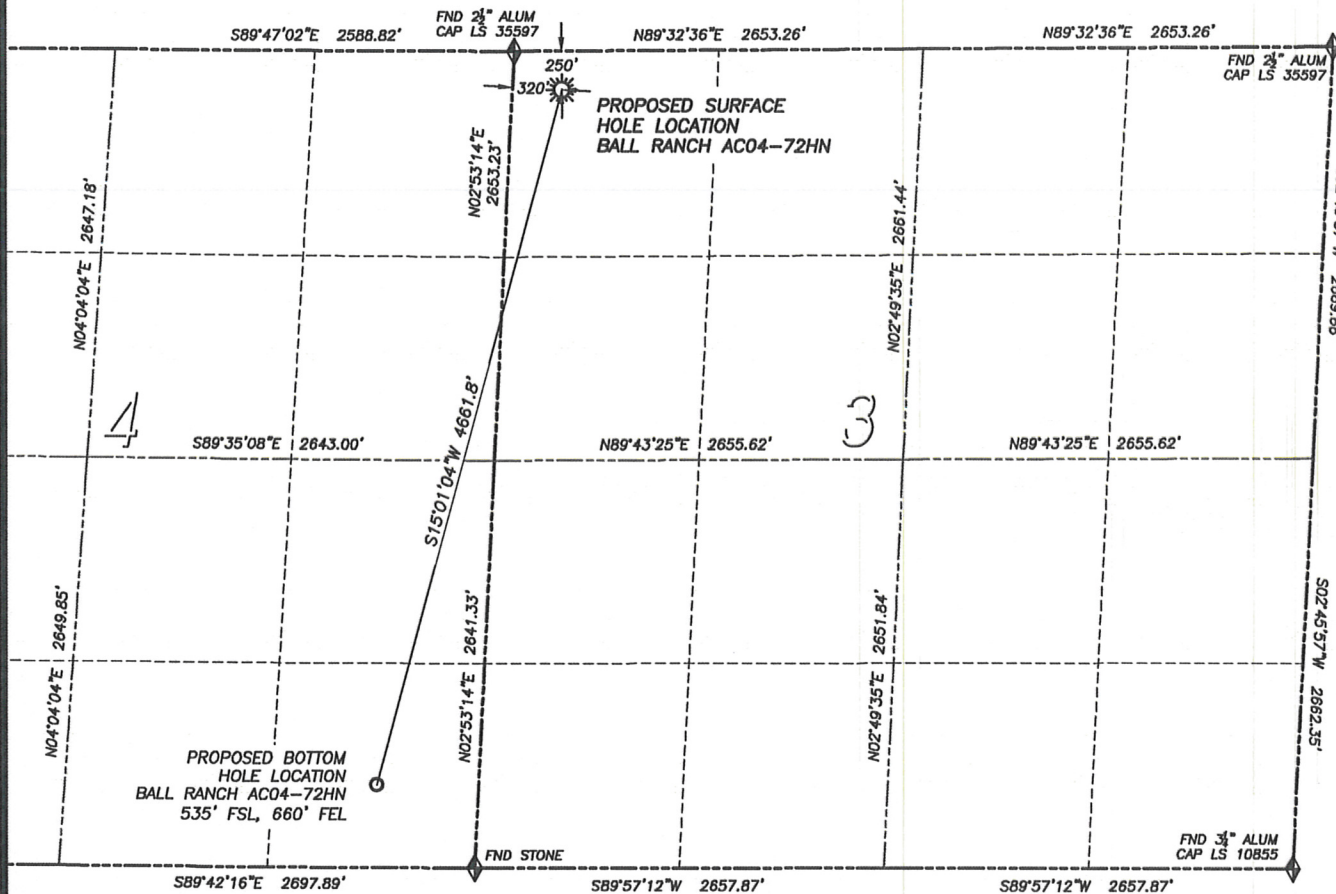 FND 2½" ALUM
CAP LS 35597
S89°47'02"E 2588.82'
N89°32'36"E 2653.26'
N89°32'36"E 2653.26'
FND 2½" ALUM
CAP LS 35597
250'
320'
PROPOSED SURFACE
HOLE LOCATION
BALL RANCH AC04-72HN
N02°53'14"E
2653.23'
N04°04'04"E 2647.18'
N02°49'35"E 2661.44'
4
3
S89°35'08"E 2643.00'
S15°01'04"W 4661.8'
N89°43'25"E 2655.62'
N89°43'25"E 2655.62'
N04°04'04"E 2649.85'
N02°53'14"E 2641.33'
N02°49'35"E 2651.84'
S02°45'57"W 2662.35'
PROPOSED BOTTOM
HOLE LOCATION
BALL RANCH AC04-72HN
535' FSL, 660' FEL
FND STONE
FND 3¼" ALUM
CAP LS 10855
S89°42'16"E 2697.89'
S89°57'12"W 2657.87'
S89°57'12"W 2657.87'